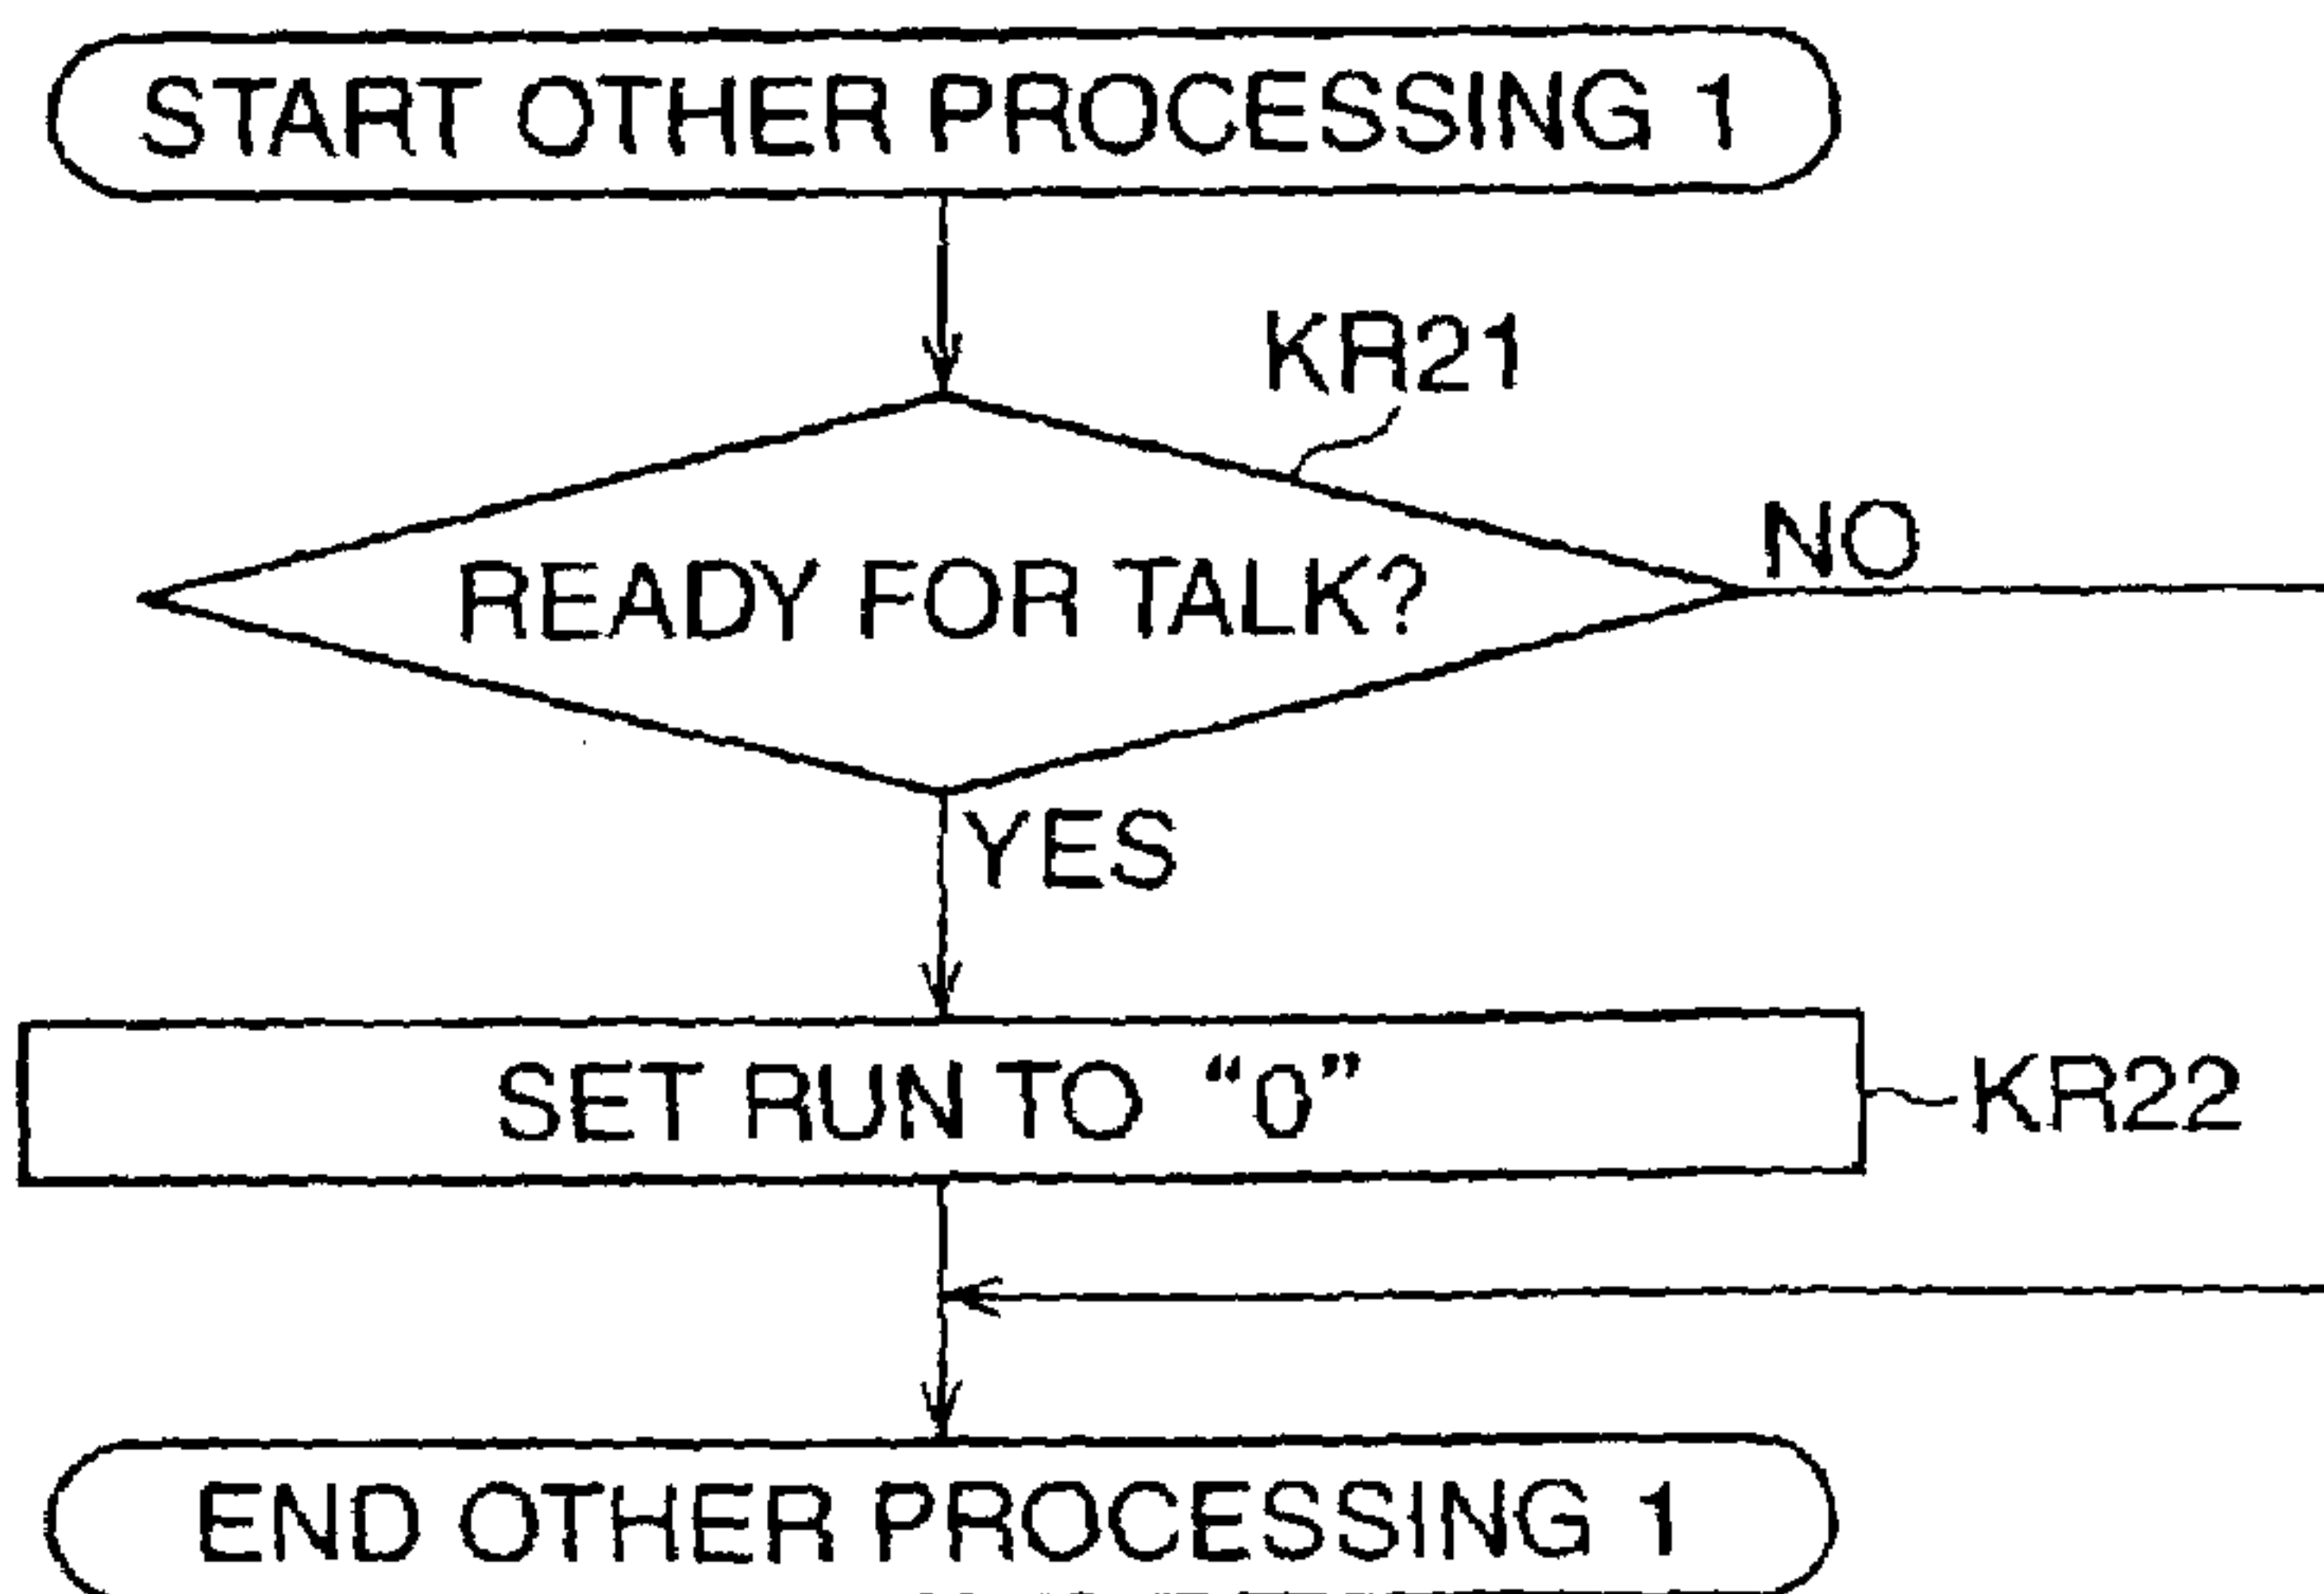 START OTHER PROCESSING 1
KR21
NO
READY FOR TALK?
YES
SET RUN TO “0”
KR22
END OTHER PROCESSING 1